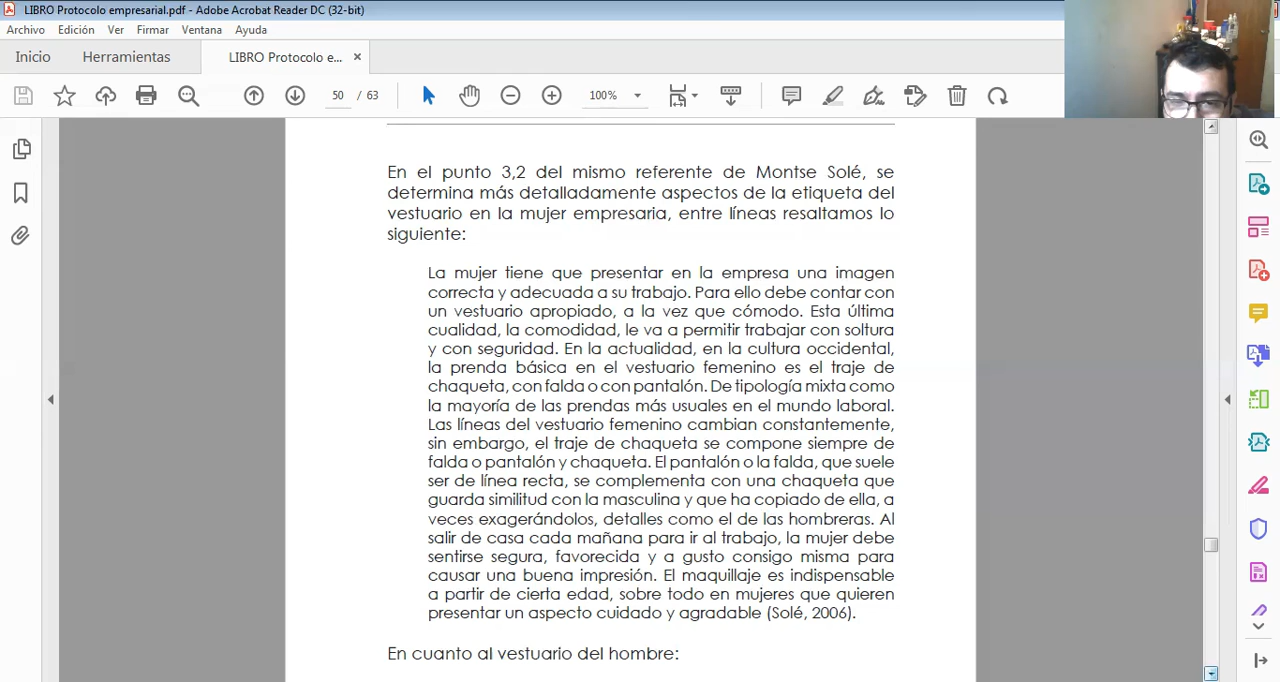 LIBRO Protocolo empresarial.pdf - Adobe Acrobat Reader DC (32-bit)
Archivo Edición Ver Firmar Ventana Ayuda
Inicio Herramientas LIBRO Protocolo e... ×
50 / 63 100%
En el punto 3,2 del mismo referente de Montse Solé, se
determina más detalladamente aspectos de la etiqueta del
vestuario en la mujer empresaria, entre líneas resaltamos lo
siguiente:
La mujer tiene que presentar en la empresa una imagen
correcta y adecuada a su trabajo. Para ello debe contar con
un vestuario apropiado, a la vez que cómodo. Esta última
cualidad, la comodidad, le va a permitir trabajar con soltura
y con seguridad. En la actualidad, en la cultura occidental,
la prenda básica en el vestuario femenino es el traje de
chaqueta, con falda o con pantalón. De tipología mixta como
la mayoría de las prendas más usuales en el mundo laboral.
Las líneas del vestuario femenino cambian constantemente,
sin embargo, el traje de chaqueta se compone siempre de
falda o pantalón y chaqueta. El pantalón o la falda, que suele
ser de línea recta, se complementa con una chaqueta que
guarda similitud con la masculina y que ha copiado de ella, a
veces exagerándolos, detalles como el de las hombreras. Al
salir de casa cada mañana para ir al trabajo, la mujer debe
sentirse segura, favorecida y a gusto consigo misma para
causar una buena impresión. El maquillaje es indispensable
a partir de cierta edad, sobre todo en mujeres que quieren
presentar un aspecto cuidado y agradable (Solé, 2006).
En cuanto al vestuario del hombre: